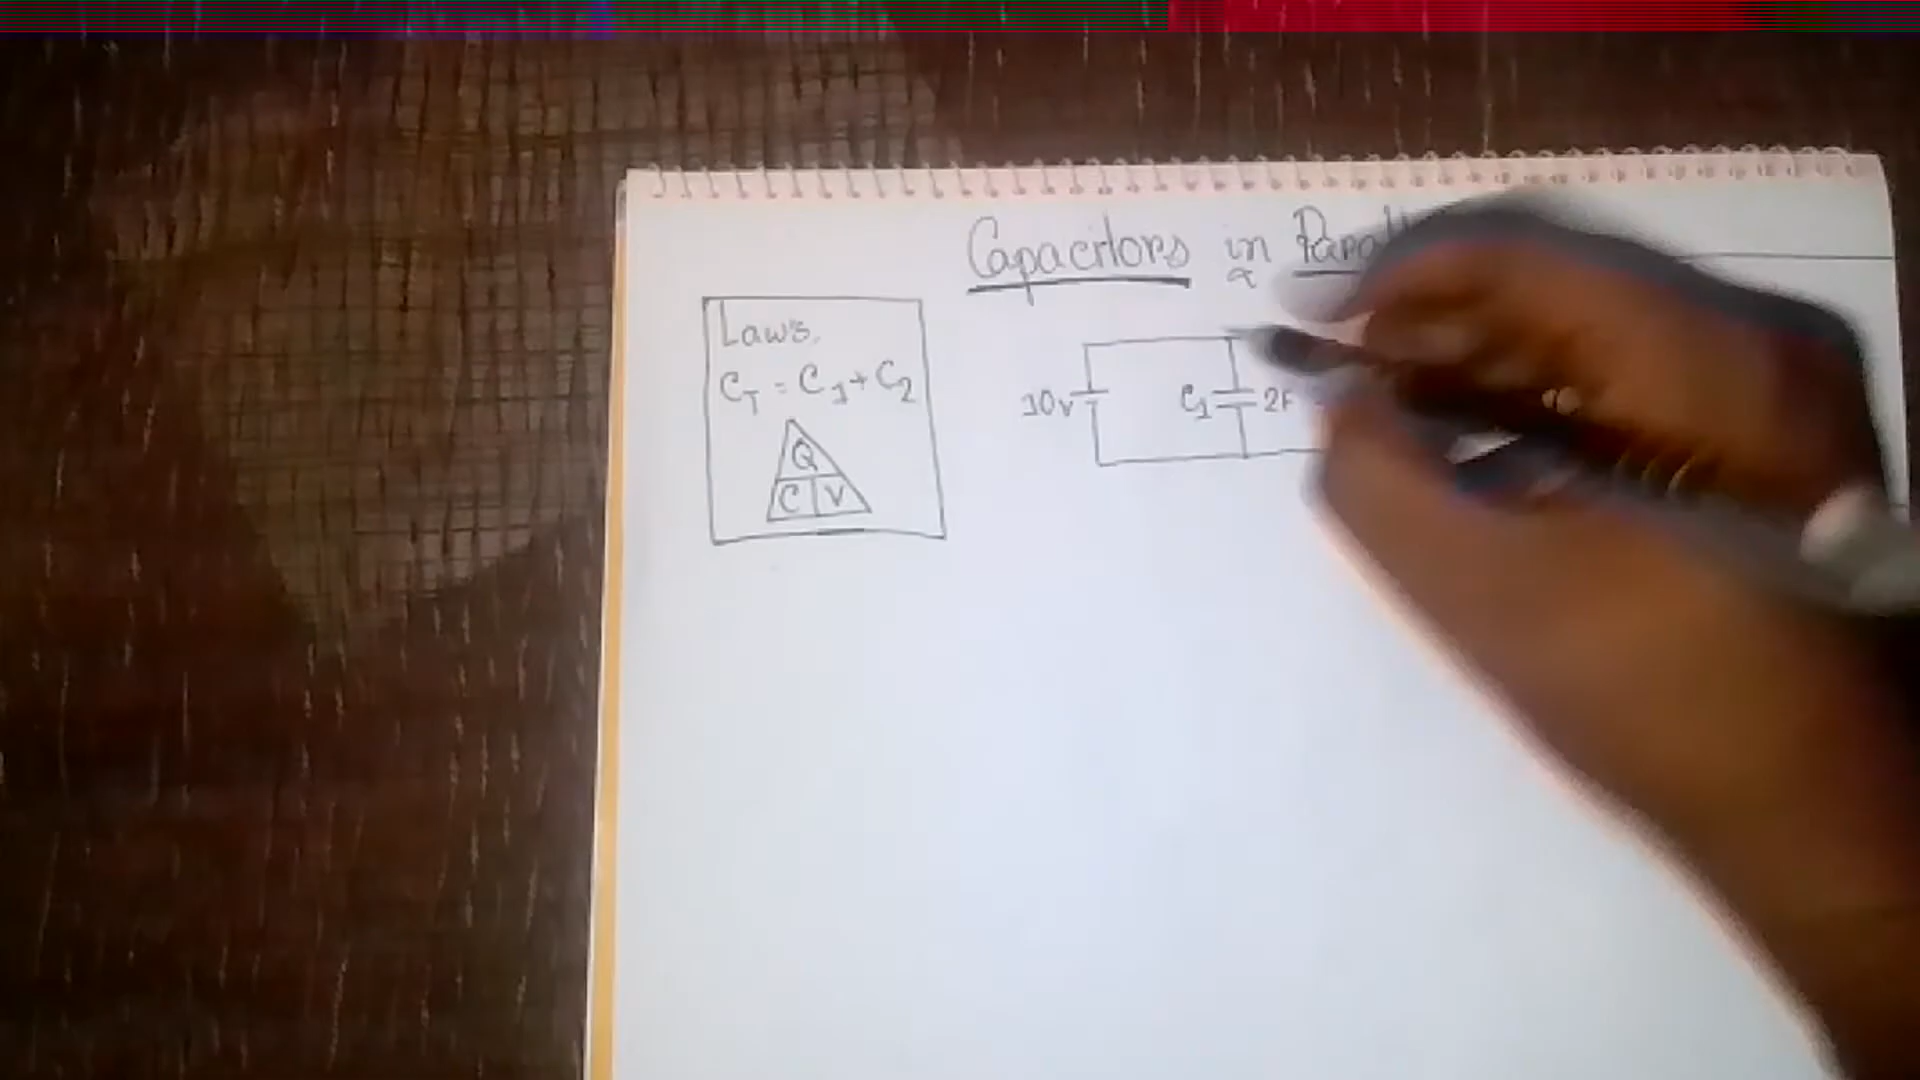 Capacitors in
Laws.
C_T = C_1 + C_2
Q
C V
10v
C_1 2F